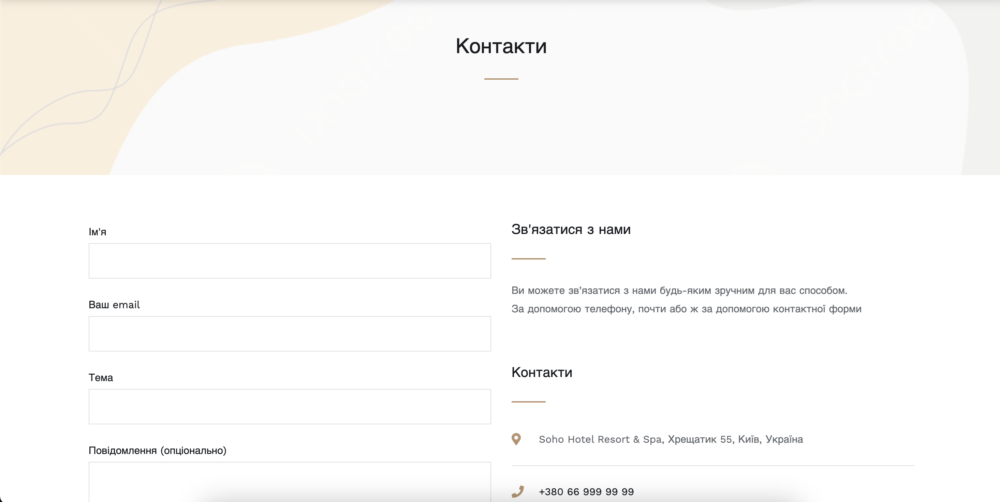 Контакти
Ім'я
Ваш email
Тема
Повідомлення (опціонально)
Зв'язатися з нами
Ви можете зв’язатися з нами будь-яким зручним для вас способом.
За допомогою телефону, почти або ж за допомогою контактної форми
Контакти
Soho Hotel Resort & Spa, Хрещатик 55, Київ, Україна
+380 66 999 99 99